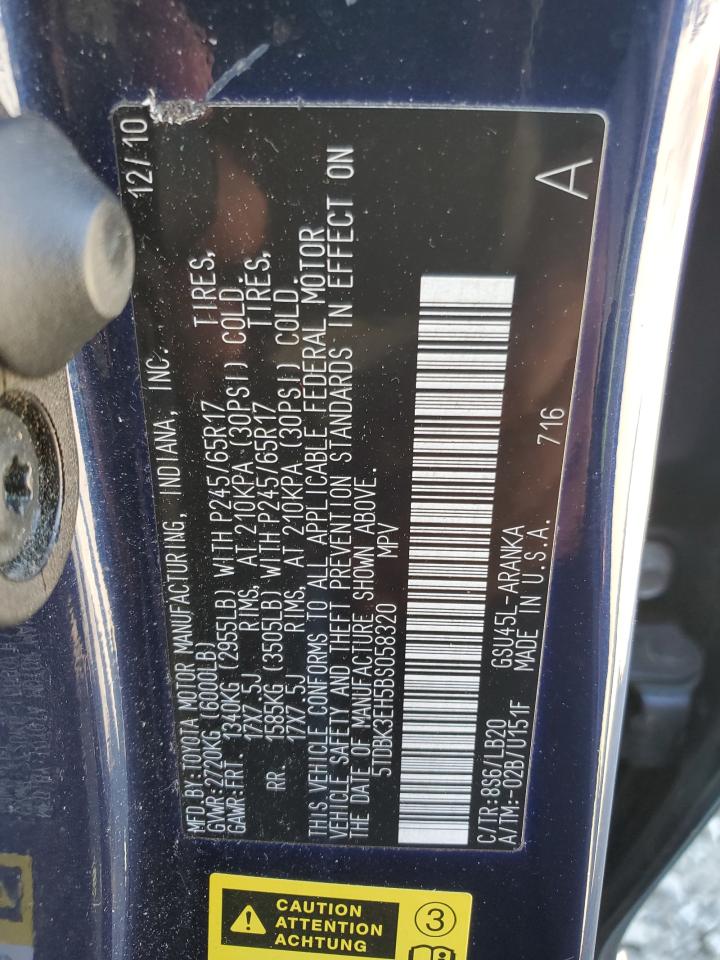 MFD BY:TOYOTA MOTOR MANUFACTURING, INDIANA, INC. 12/10
GVWR:2720KG (6000LB)
GAWR:FRT 1340KG (2955LB) WITH P245/65R17 TIRES,
17X7.5J RIMS, AT 210KPA (30PSI) COLD.
RR. 1585KG (3505LB) WITH P245/65R17 TIRES,
17X7.5J RIMS, AT 210KPA (30PSI) COLD.
THIS VEHICLE CONFORMS TO ALL APPLICABLE FEDERAL MOTOR
VEHICLE SAFETY AND THEFT PREVENTION STANDARDS IN EFFECT ON
THE DATE OF MANUFACTURE SHOWN ABOVE.
5TDBK3EH5BS058320 MPV
C/TR:8S6/LB20 GSU45L-ARANKA
A/TM:-02B/U151F MADE IN U.S.A. 716 A
CAUTION
ATTENTION
ACHTUNG
3